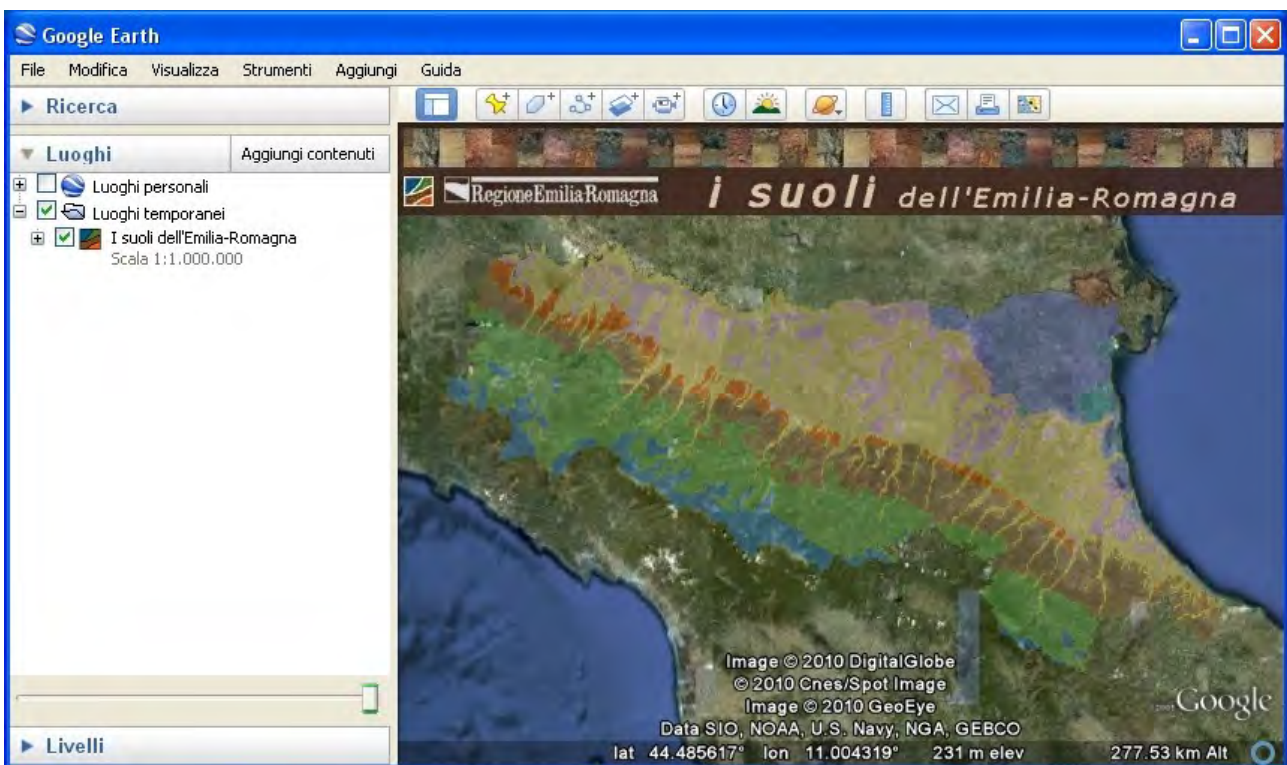 Google Earth
File Modifica Visualizza Strumenti Aggiungi Guida
Ricerca
Luoghi Aggiungi contenuti
Luoghi personali
Luoghi temporanei
I suoli dell'Emilia-Romagna
Scala 1:1.000.000
Livelli
RegioneEmilia-Romagna i suoli dell'Emilia-Romagna
Image © 2010 DigitalGlobe
© 2010 Cnes/Spot Image
Image © 2010 GeoEye
Data SIO, NOAA, U.S. Navy, NGA, GEBCO
Google
lat 44.485617° lon 11.004319° 231 m elev 277.53 km Alt